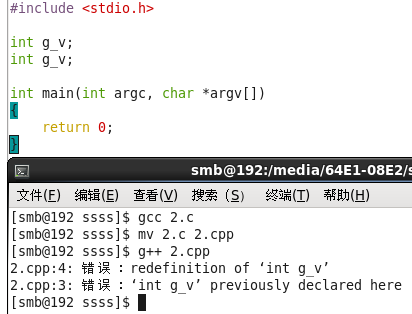 #include <stdio.h>
int g_v;
int g_v;
int main(int argc, char *argv[])
{
return 0;
}
smb@192:/media/64E1-08E2/s
文件(F) 编辑(E) 查看(V) 搜索 (S) 终端(T) 帮助(H)
[smb@192 ssss]$ gcc 2.c
[smb@192 ssss]$ mv 2.c 2.cpp
[smb@192 ssss]$ g++ 2.cpp
2.cpp:4: 错误：redefinition of ‘int g_v’
2.cpp:3: 错误：‘int g_v’ previously declared here
[smb@192 ssss]$